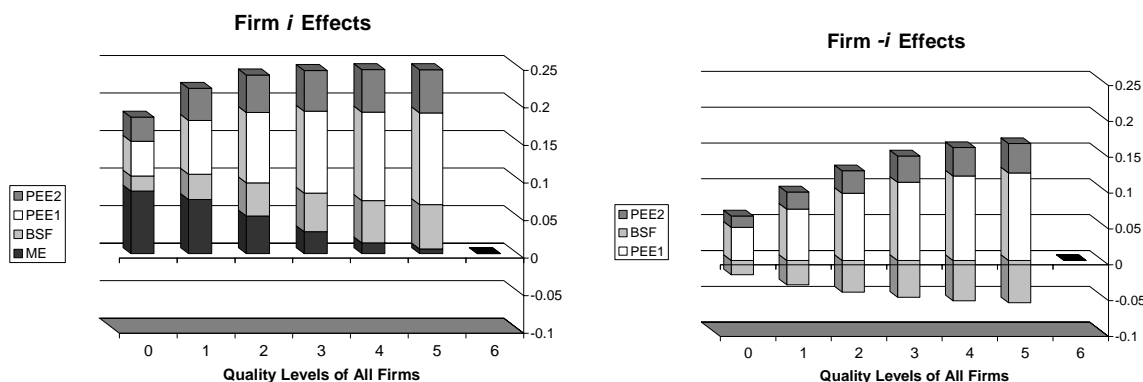 Firm i Effects
0.25
0.2
0.15
0.1
0.05
0
-0.05
-0.1
PEE2
PEE1
BSF
ME
0 1 2 3 4 5 6
Quality Levels of All Firms
Firm -i Effects
0.25
0.2
0.15
0.1
0.05
0
-0.05
-0.1
PEE2
BSF
PEE1
0 1 2 3 4 5 6
Quality Levels of All Firms